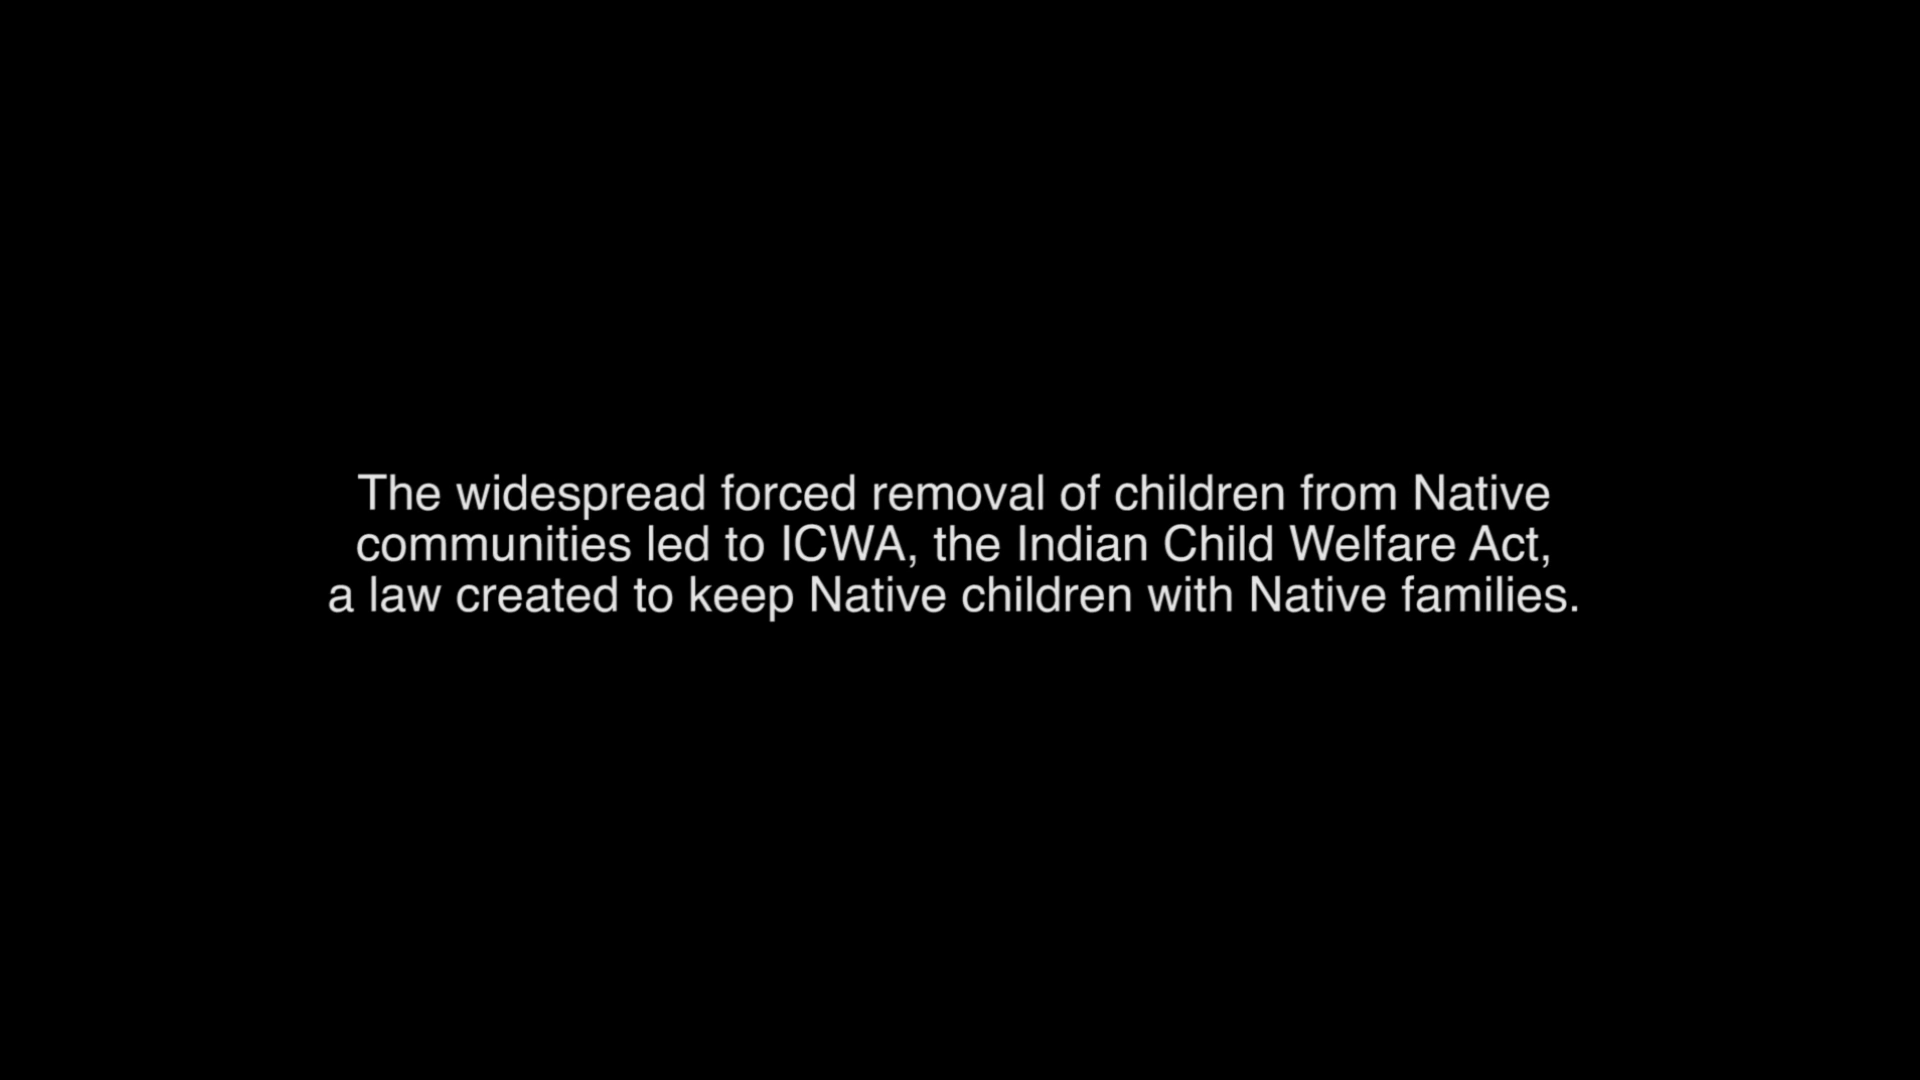 The widespread forced removal of children from Native
communities led to ICWA, the Indian Child Welfare Act,
a law created to keep Native children with Native families.